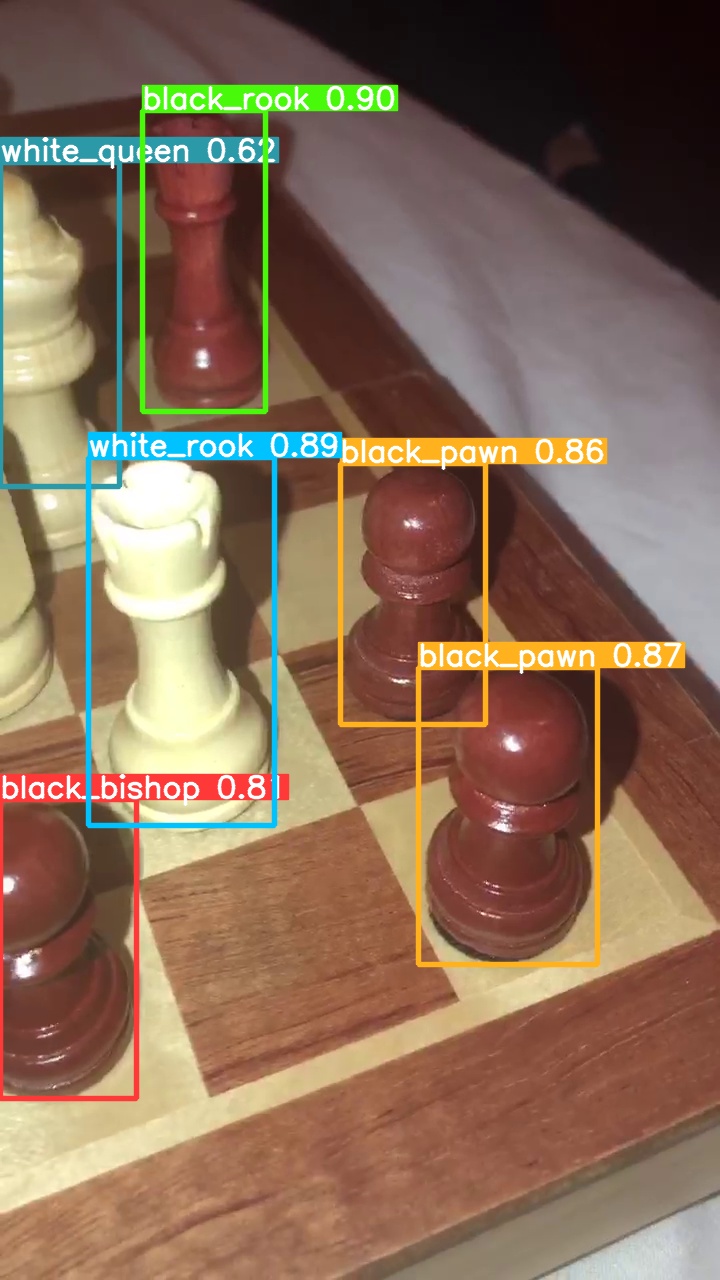 black_rook 0.90
white_queen 0.62
white_rook 0.89
black_pawn 0.86
black_pawn 0.87
black_bishop 0.81